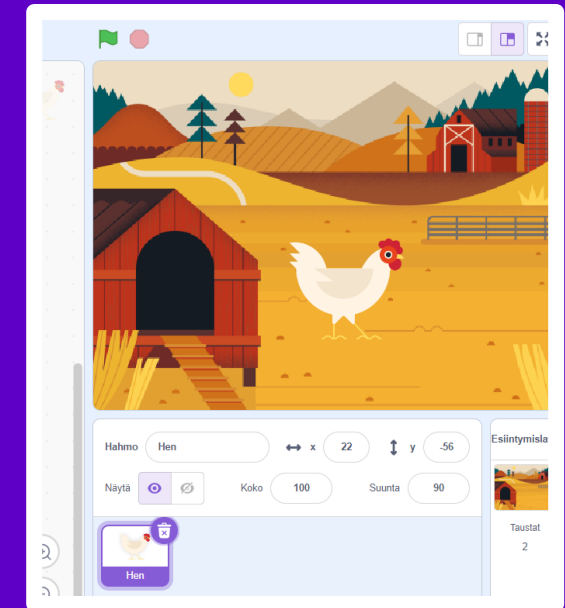 Hahmo Hen x 22 y -56
Näytä Koko 100 Suunta 90
Hen
Esiintymisla
Taustat
2